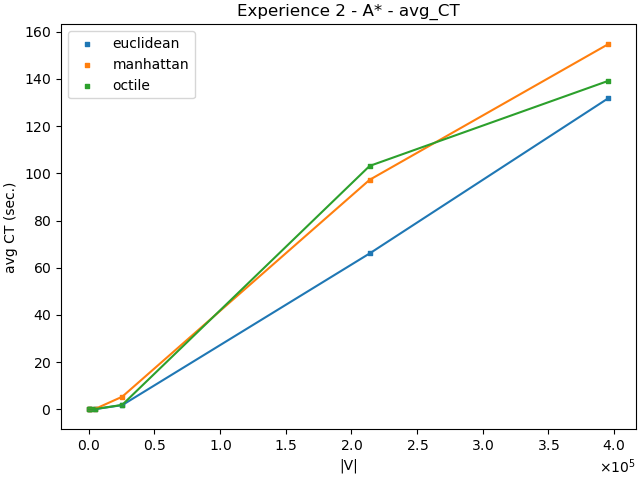 Experience 2 - A* - avg_CT
euclidean
manhattan
octile
avg CT (sec.)
160
140
120
100
80
60
40
20
0
0.0 0.5 1.0 1.5 2.0 2.5 3.0 3.5 4.0
|V|
×10⁵